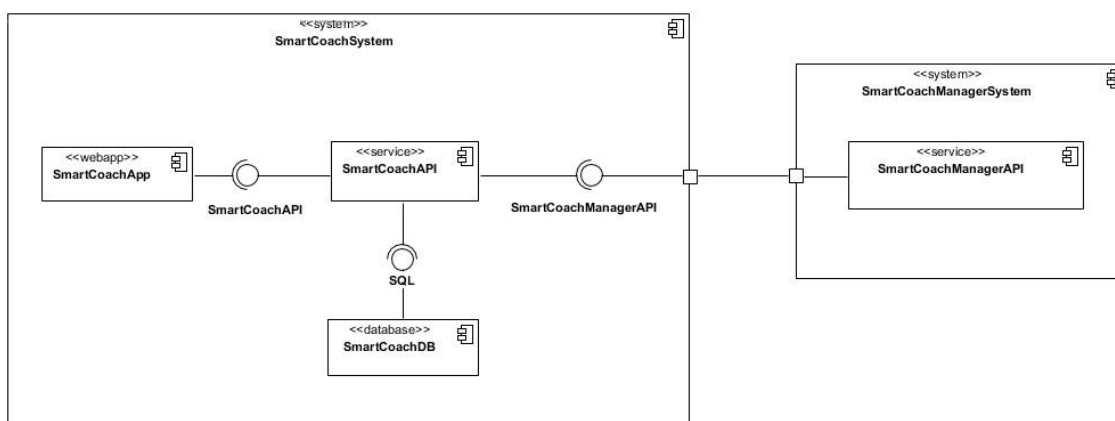 <<system>>
SmartCoachSystem
<<system>>
SmartCoachManagerSystem
<<webapp>>
SmartCoachApp
SmartCoachAPI
<<service>>
SmartCoachAPI
SmartCoachManagerAPI
<<service>>
SmartCoachManagerAPI
SQL
<<database>>
SmartCoachDB